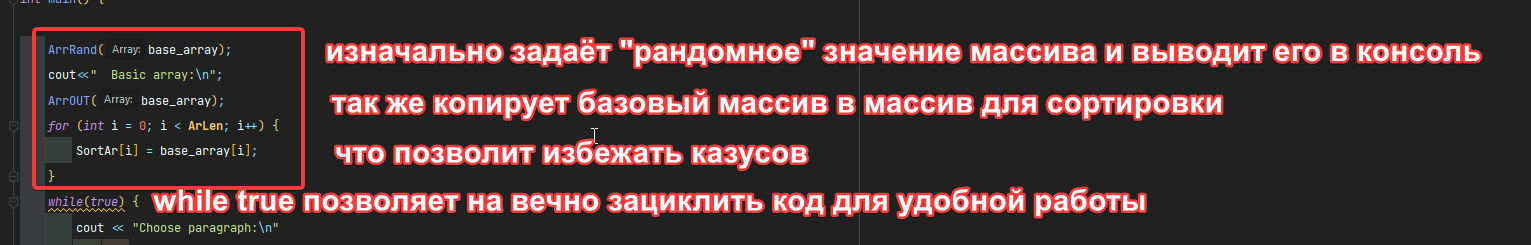 int main() {
ArrRand( Array: base_array); изначально задаёт "рандомное" значение массива и выводит его в консоль
cout<<"  Basic array:\n";
ArrOUT( Array: base_array); так же копирует базовый массив в массив для сортировки
for (int i = 0; i < ArLen; i++) {
SortAr[i] = base_array[i]; что позволит избежать казусов
}
while(true) { while true позволяет на вечно зациклить код для удобной работы
cout << "Choose paragraph:\n"